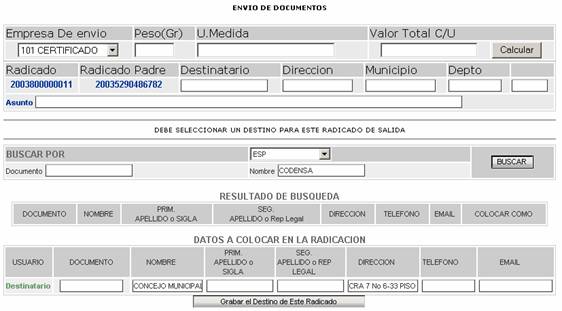 ENVIO DE DOCUMENTOS
Empresa De envio Peso(Gr) U.Medida Valor Total C/U
101 CERTIFICADO Calcular
Radicado Radicado Padre Destinatario Direccion Municipio Depto
2003800000011 20035290486782
Asunto
DEBE SELECCIONAR UN DESTINO PARA ESTE RADICADO DE SALIDA
BUSCAR POR ESP BUSCAR
Documento Nombre CODENSA
RESULTADO DE BUSQUEDA
DOCUMENTO NOMBRE PRIM. APELLIDO o SIGLA SEG. APELLIDO o Rep Legal DIRECCION TELEFONO EMAIL COLOCAR COMO
DATOS A COLOCAR EN LA RADICACION
USUARIO DOCUMENTO NOMBRE PRIM. APELLIDO o SIGLA SEG. APELLIDO o REP LEGAL DIRECCION TELEFONO EMAIL
Destinatario CONCEJO MUNICIPAL CRA 7 No 6-33 PISO
Grabar el Destino de Este Radicado